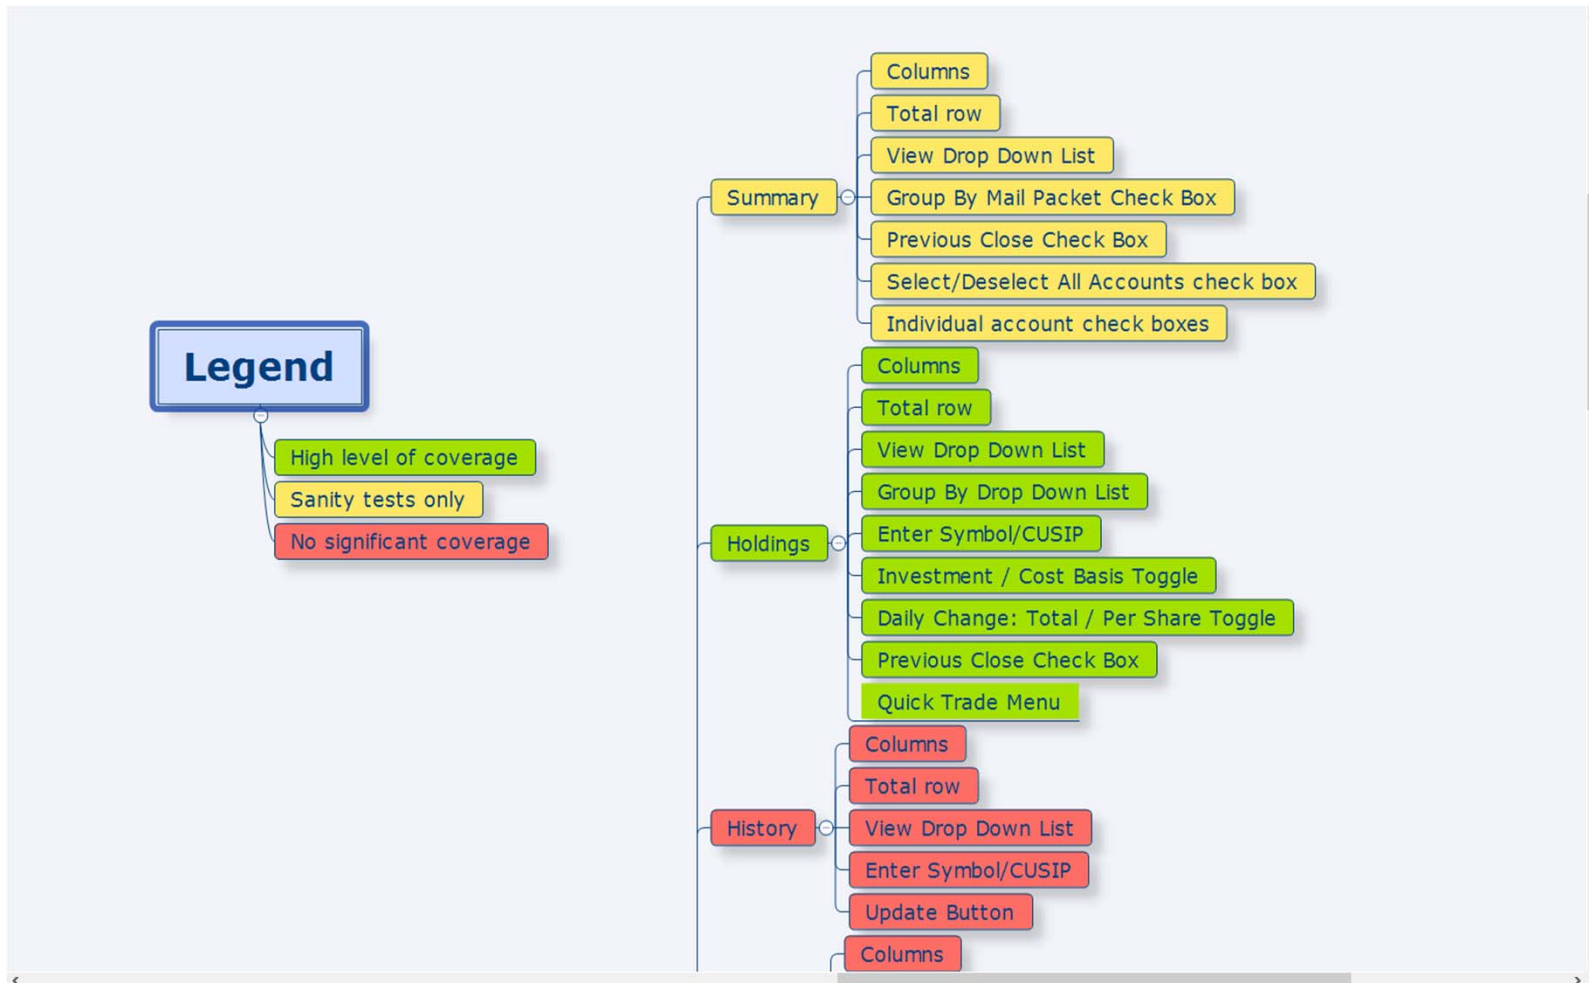 Legend
High level of coverage
Sanity tests only
No significant coverage
Summary
Columns
Total row
View Drop Down List
Group By Mail Packet Check Box
Previous Close Check Box
Select/Deselect All Accounts check box
Individual account check boxes
Holdings
Columns
Total row
View Drop Down List
Group By Drop Down List
Enter Symbol/CUSIP
Investment / Cost Basis Toggle
Daily Change: Total / Per Share Toggle
Previous Close Check Box
Quick Trade Menu
History
Columns
Total row
View Drop Down List
Enter Symbol/CUSIP
Update Button
Columns